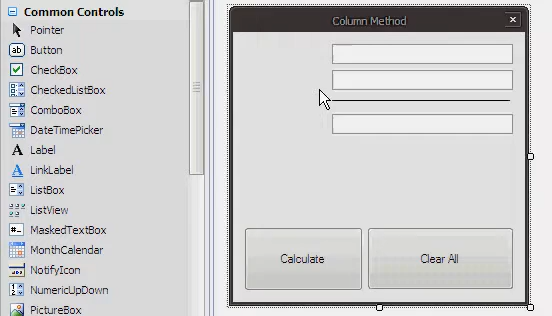 Common Controls
Pointer
Button
CheckBox
CheckedListBox
ComboBox
DateTimePicker
Label
LinkLabel
ListBox
ListView
MaskedTextBox
MonthCalendar
NotifyIcon
NumericUpDown
PictureBox
Column Method
Calculate
Clear All